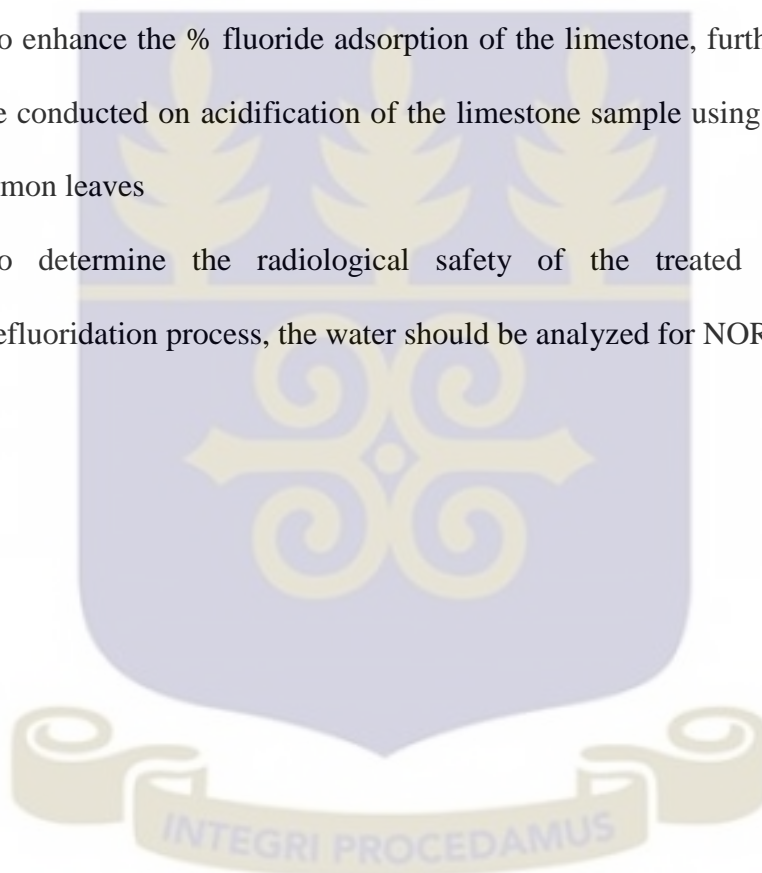 o enhance the % fluoride adsorption of the limestone, furth
e conducted on acidification of the limestone sample using
mon leaves
o determine the radiological safety of the treated
efluoridation process, the water should be analyzed for NOR
INTEGRI PROCEDAMUS